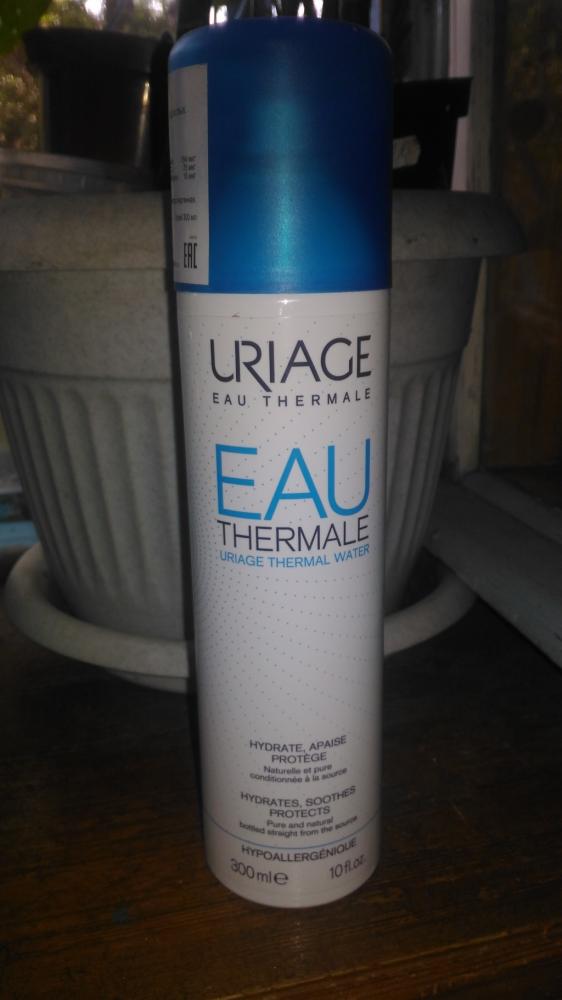 EAC
URIAGE
EAU THERMALE
EAU
THERMALE
URIAGE THERMAL WATER
HYDRATE, APAISE
PROTÈGE
Naturelle et pure
conditionnée à la source
HYDRATES, SOOTHES
PROTECTS
Pure and natural
bottled straight from the source
HYPOALLERGÉNIQUE
300 ml e 10 fl.oz.